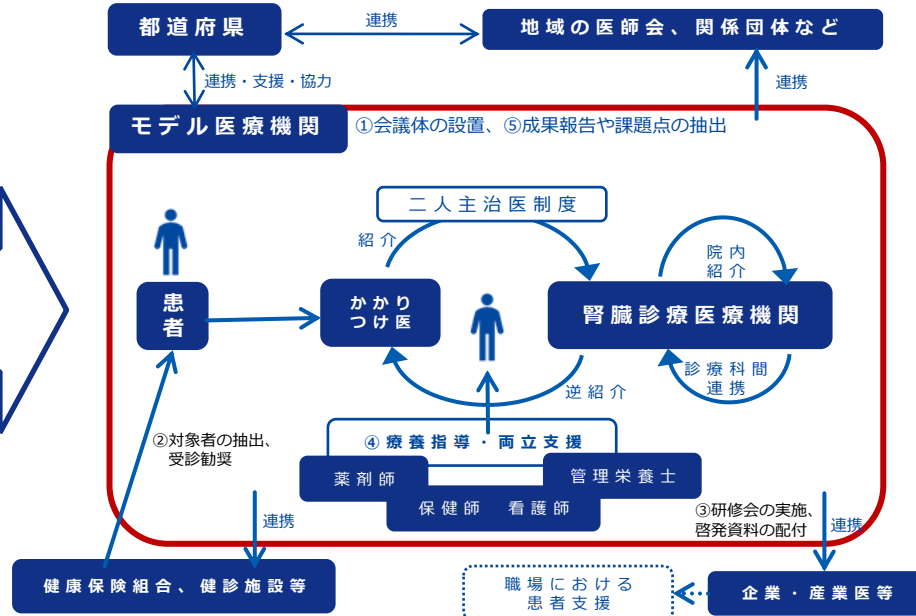 都道府県
連携
地域の医師会、関係団体など
連携・支援・協力
連携
モデル医療機関
①会議体の設置、⑤成果報告や課題点の抽出
二人主治医制度
紹介
院内
紹介
患者
かかり
つけ医
腎臓診療医療機関
逆紹介
診療科間
連携
②対象者の抽出、
受診勧奨
④療養指導・両立支援
薬剤師
管理栄養士
保健師 看護師
連携
③研修会の実施、
啓発資料の配付
連携
健康保険組合、健診施設等
職場における
患者支援
企業・産業医等